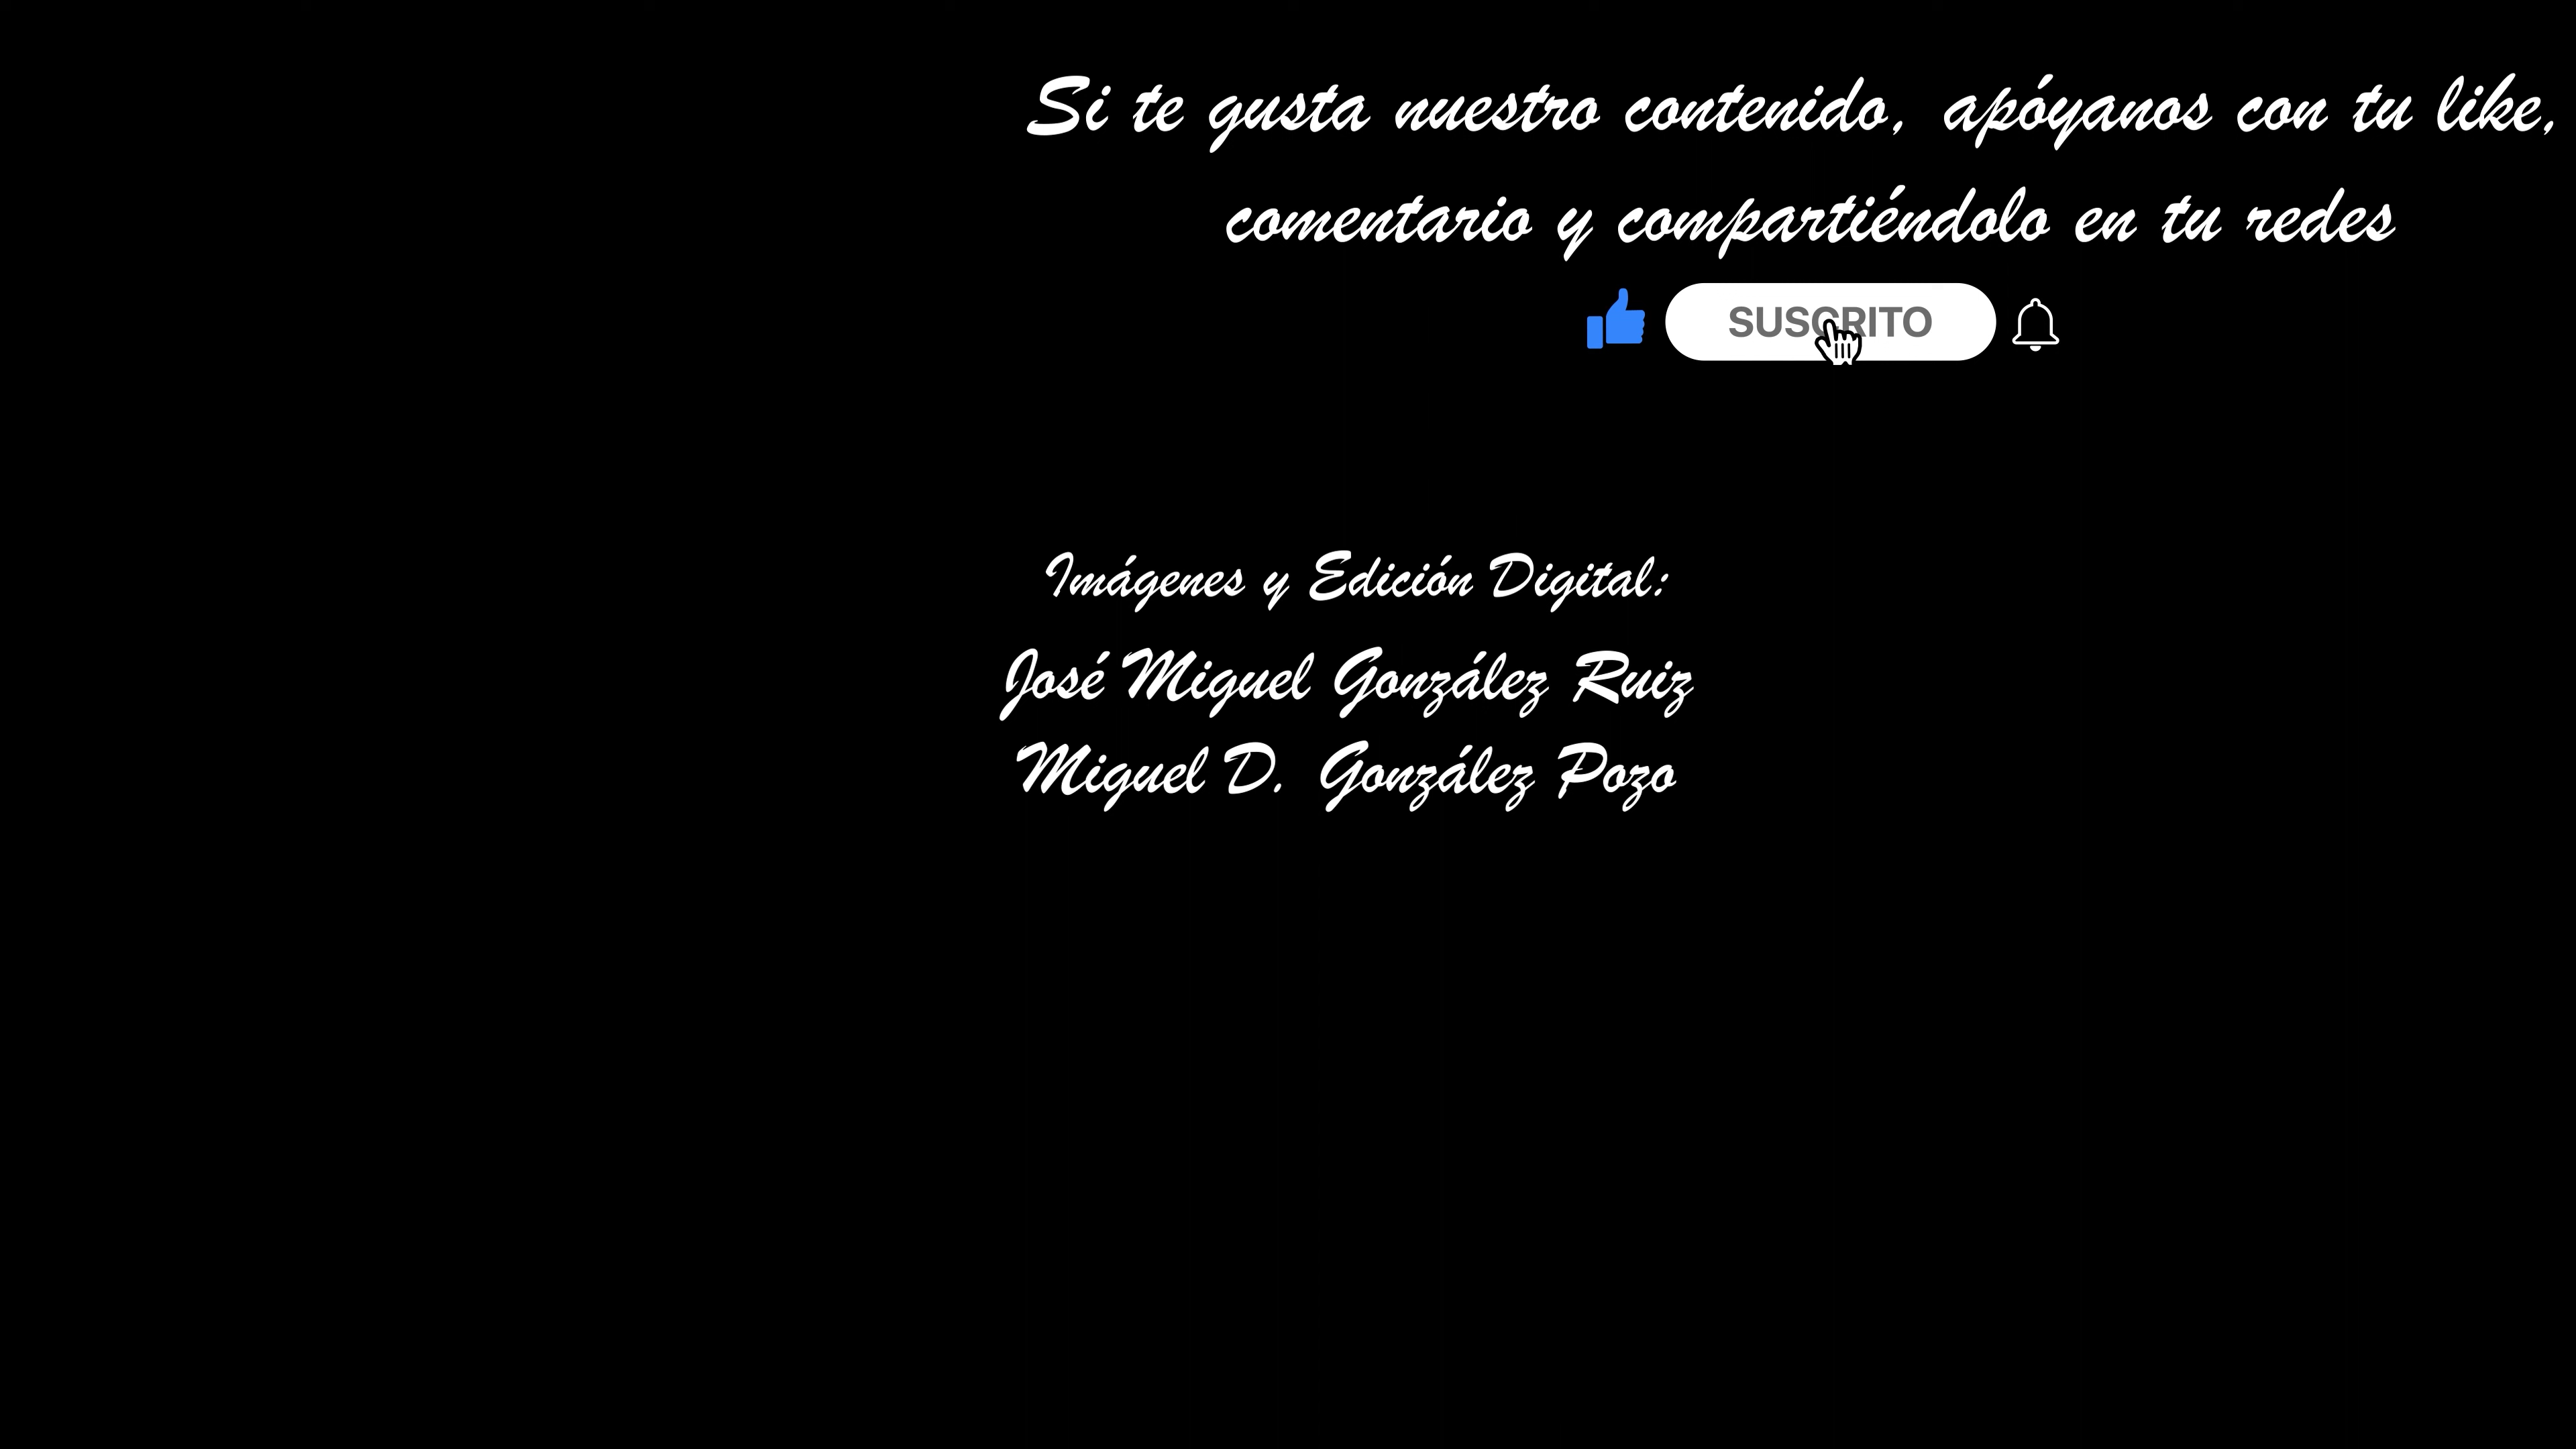 Si te gusta nuestro contenido, apóyanos con tu like,
comentario y compartiéndolo en tu redes
SUSCRITO
Imágenes y Edición Digital:
José Miguel González Ruiz
Miguel D. González Pozo